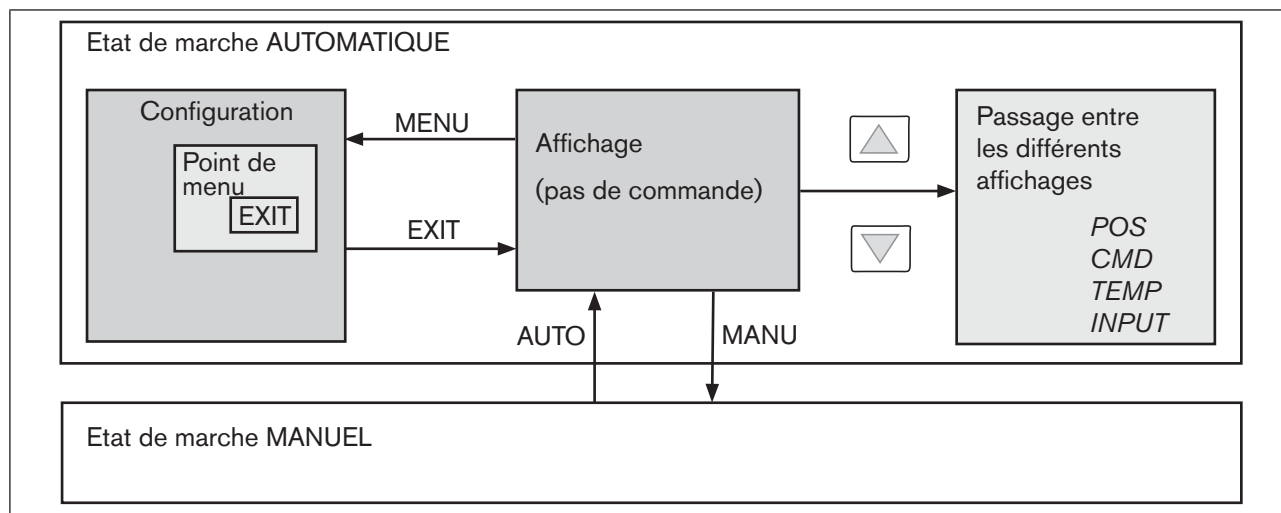 Etat de marche AUTOMATIQUE
Configuration
Point de
menu
EXIT
MENU
EXIT
Affichage
(pas de commande)
Passage entre
les différents
affichages
POS
CMD
TEMP
INPUT
AUTO
MANU
Etat de marche MANUEL